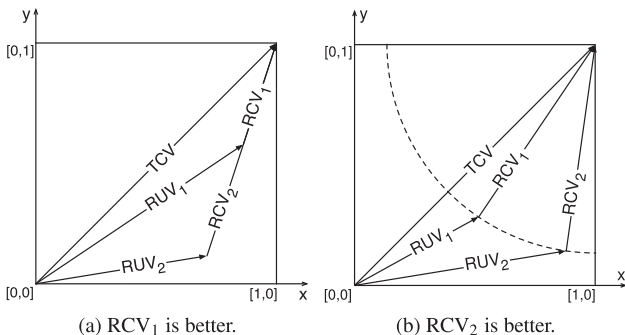 y
[0,1]
TCV
RCV1
RUV1
RCV2
RUV2
[0,0]
[1,0]
x
(a) RCV1 is better.
y
[0,1]
TCV
RCV1
RCV2
RUV1
RUV2
[0,0]
[1,0]
x
(b) RCV2 is better.